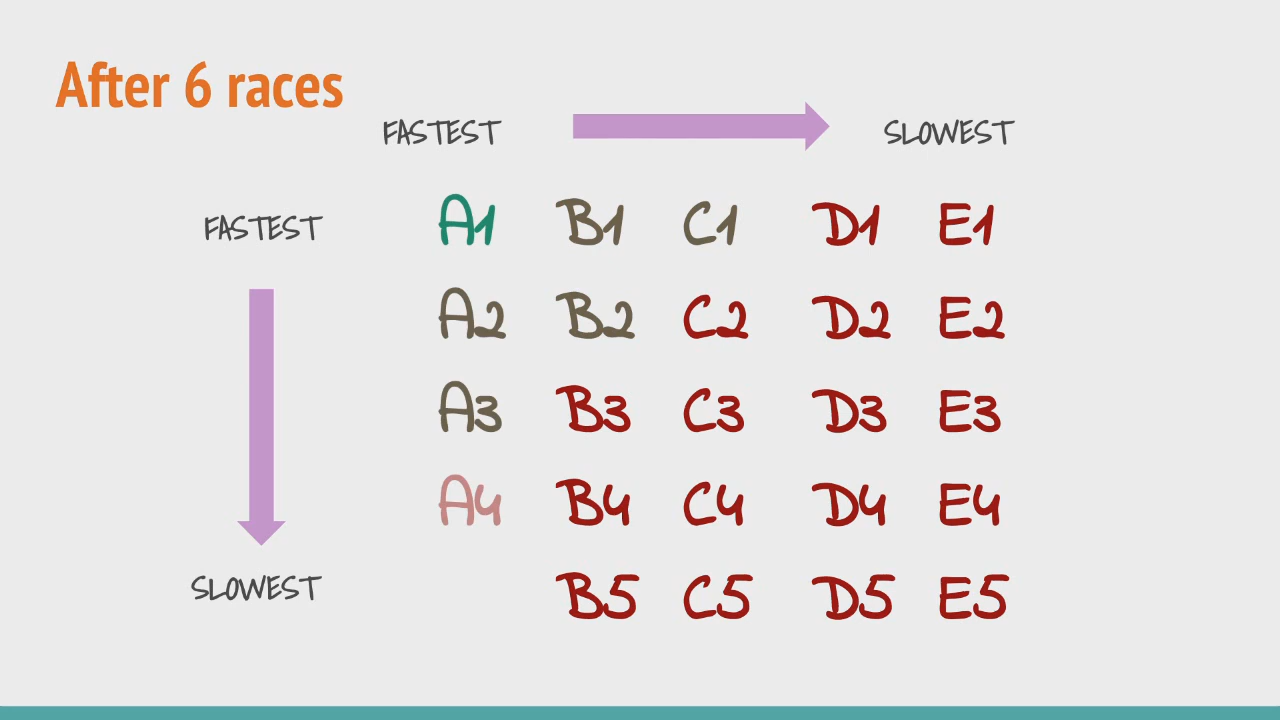 After 6 races
FASTEST SLOWEST
FASTEST A1 B1 C1 D1 E1
A2 B2 C2 D2 E2
A3 B3 C3 D3 E3
A4 B4 C4 D4 E4
SLOWEST B5 C5 D5 E5